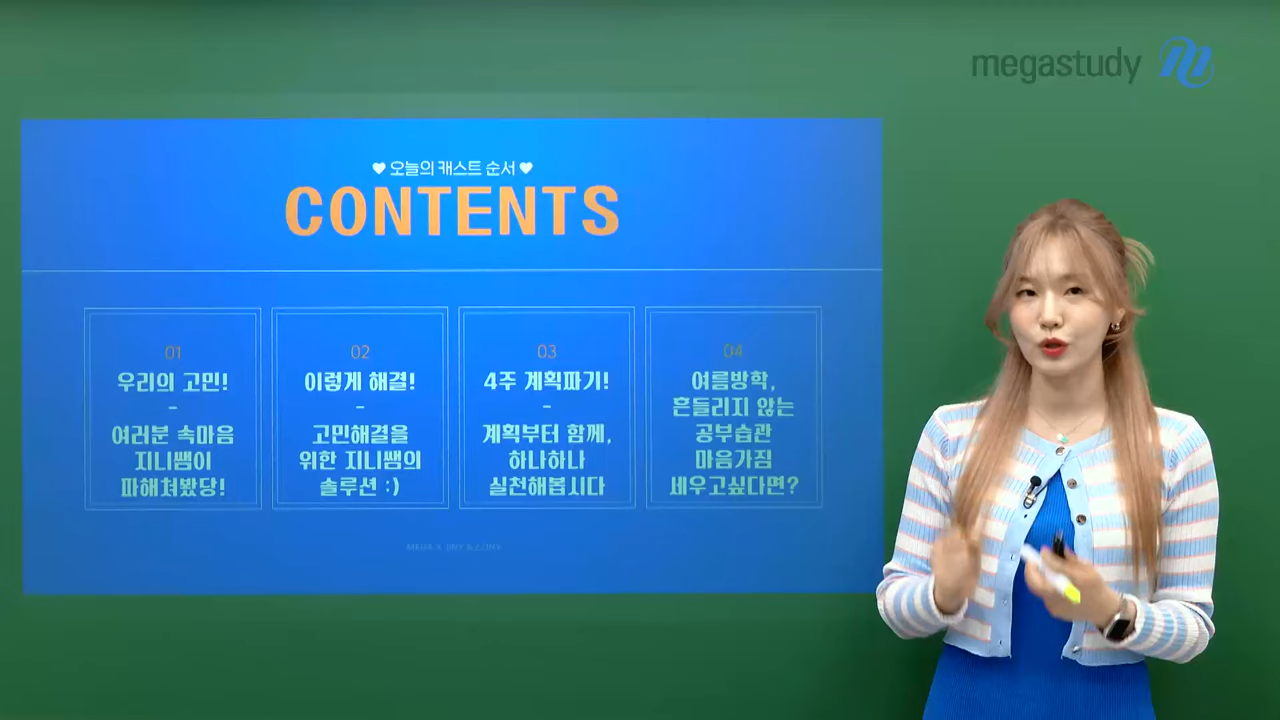 megastudy
♥ 오늘의 캐스트 순서 ♥
CONTENTS
01
우리의 고민!
-
여러분 속마음
지니쌤이
파해쳐봤당!
02
이렇게 해결!
-
고민해결을
위한 지니쌤의
솔루션 :)
03
4주 계획파기!
-
계획부터 함께,
하나하나
실천해봅시다
04
여름방학,
흔들리지 않는
공부습관
마음가짐
세우고싶다면?